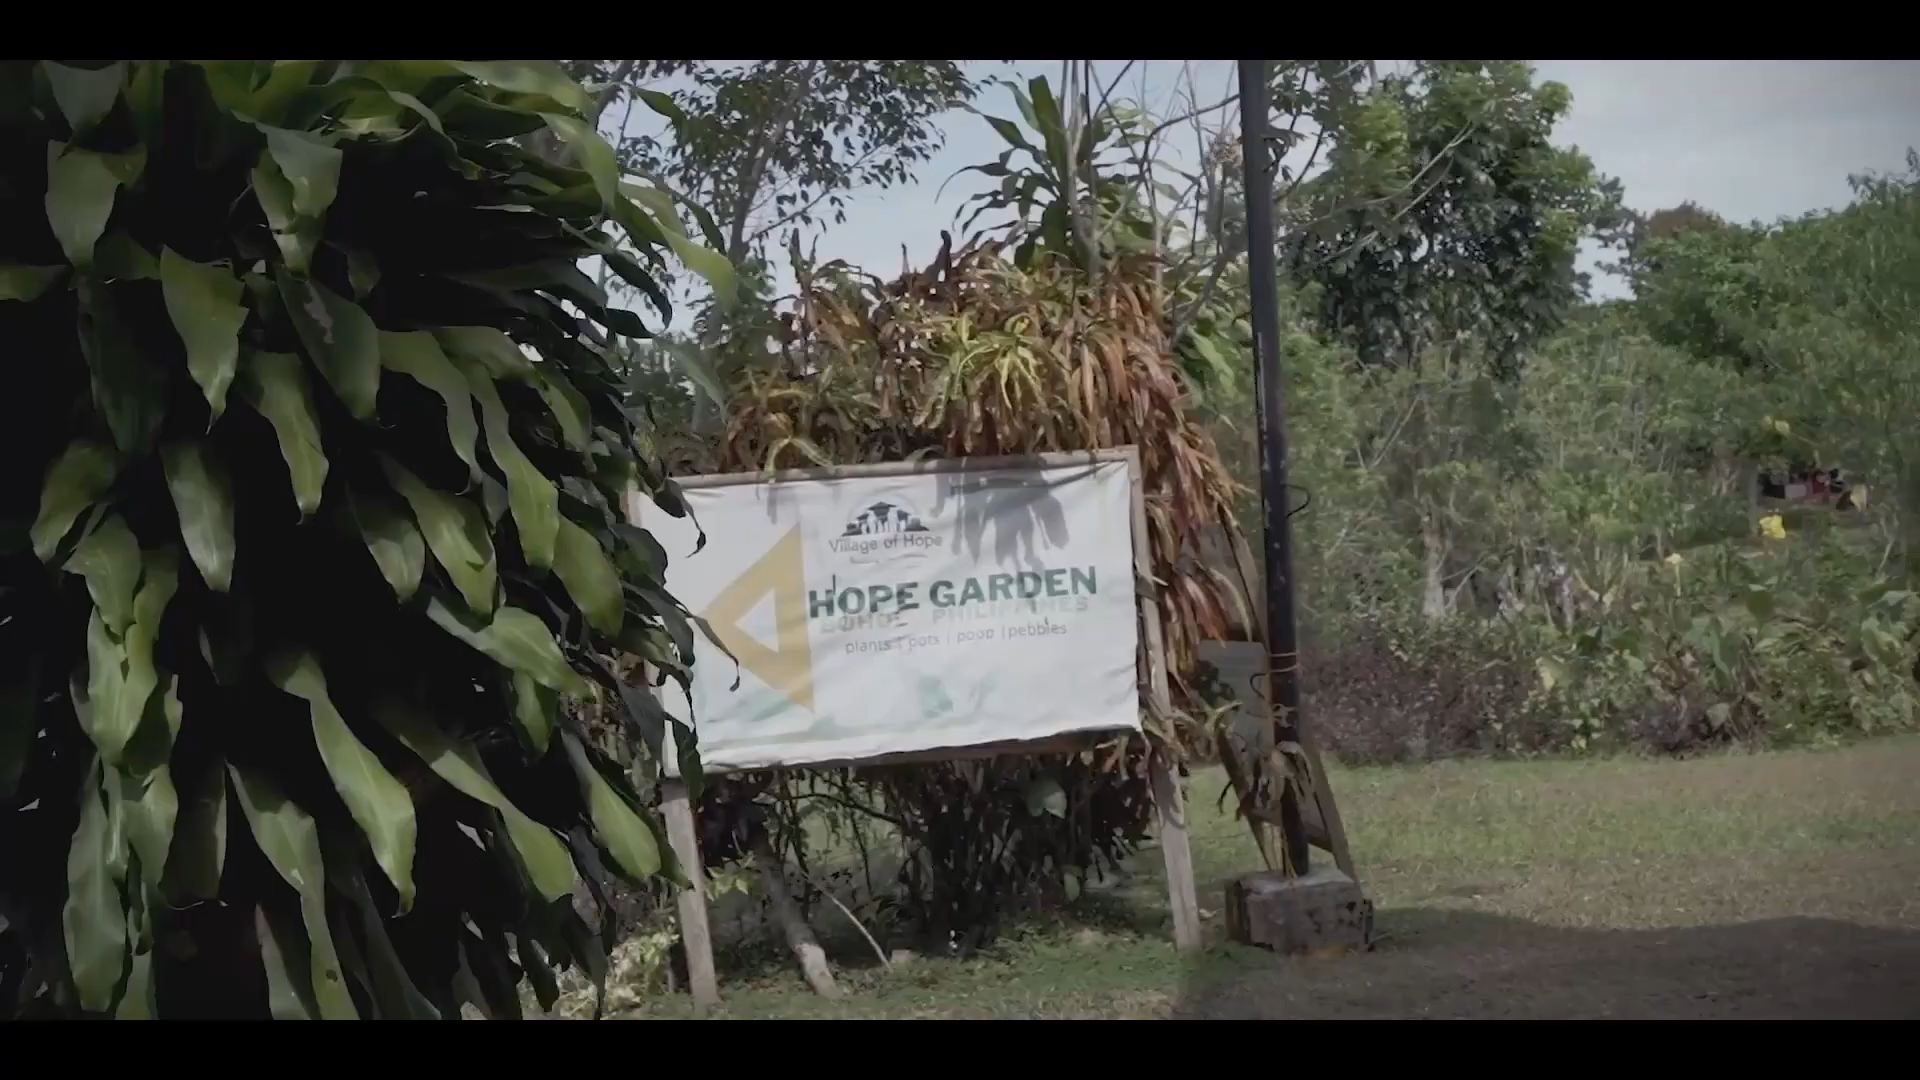 Village of Hope
HOPE GARDEN
BOHOL PHILIPPINES
plants | pots | poop | pebbles